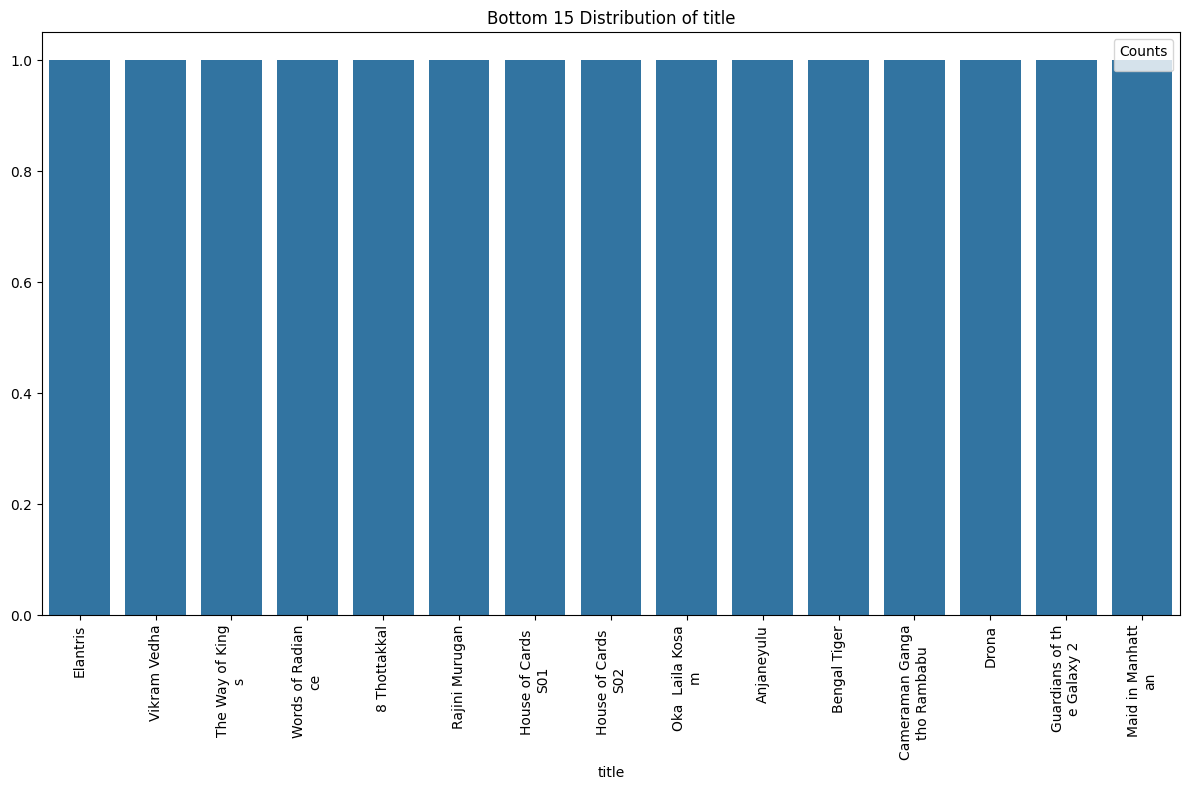 Bottom 15 Distribution of title
Counts
1.0
0.8
0.6
0.4
0.2
0.0
Elantris
Vikram Vedha
The Way of King
s
Words of Radian
ce
8 Thottakkal
Rajini Murugan
House of Cards
S01
House of Cards
S02
Oka  Laila Kosa
m
Anjaneyulu
Bengal Tiger
Cameraman Ganga
tho Rambabu
Drona
Guardians of th
e Galaxy 2
Maid in Manhatt
an
title